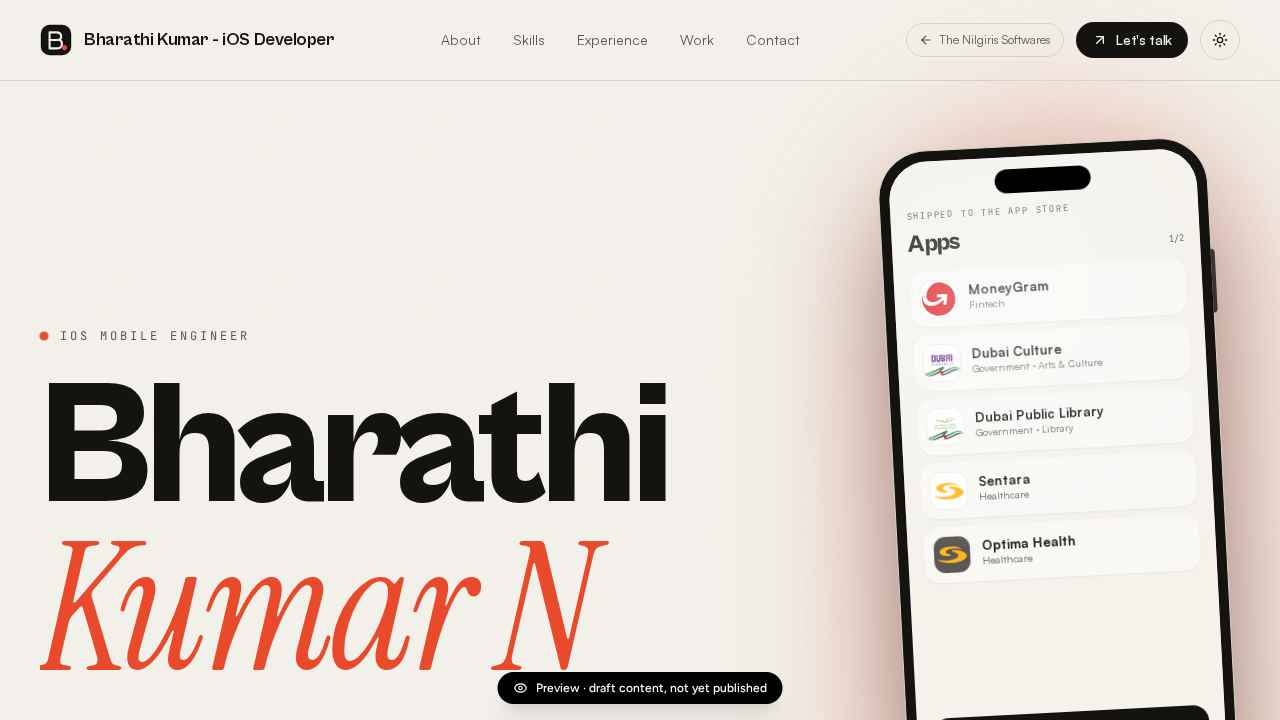 B.
Bharathi Kumar - iOS Developer
About
Skills
Experience
Work
Contact
The Nilgiris Softwares
Let's talk
IOS MOBILE ENGINEER
Bharathi
Kumar N
SHIPPED TO THE APP STORE
Apps
1/2
MoneyGram
Fintech
DUBAI
Dubai Culture
Government · Arts & Culture
Dubai Public Library
Government · Library
Sentara
Healthcare
Optima Health
Healthcare
Preview · draft content, not yet published